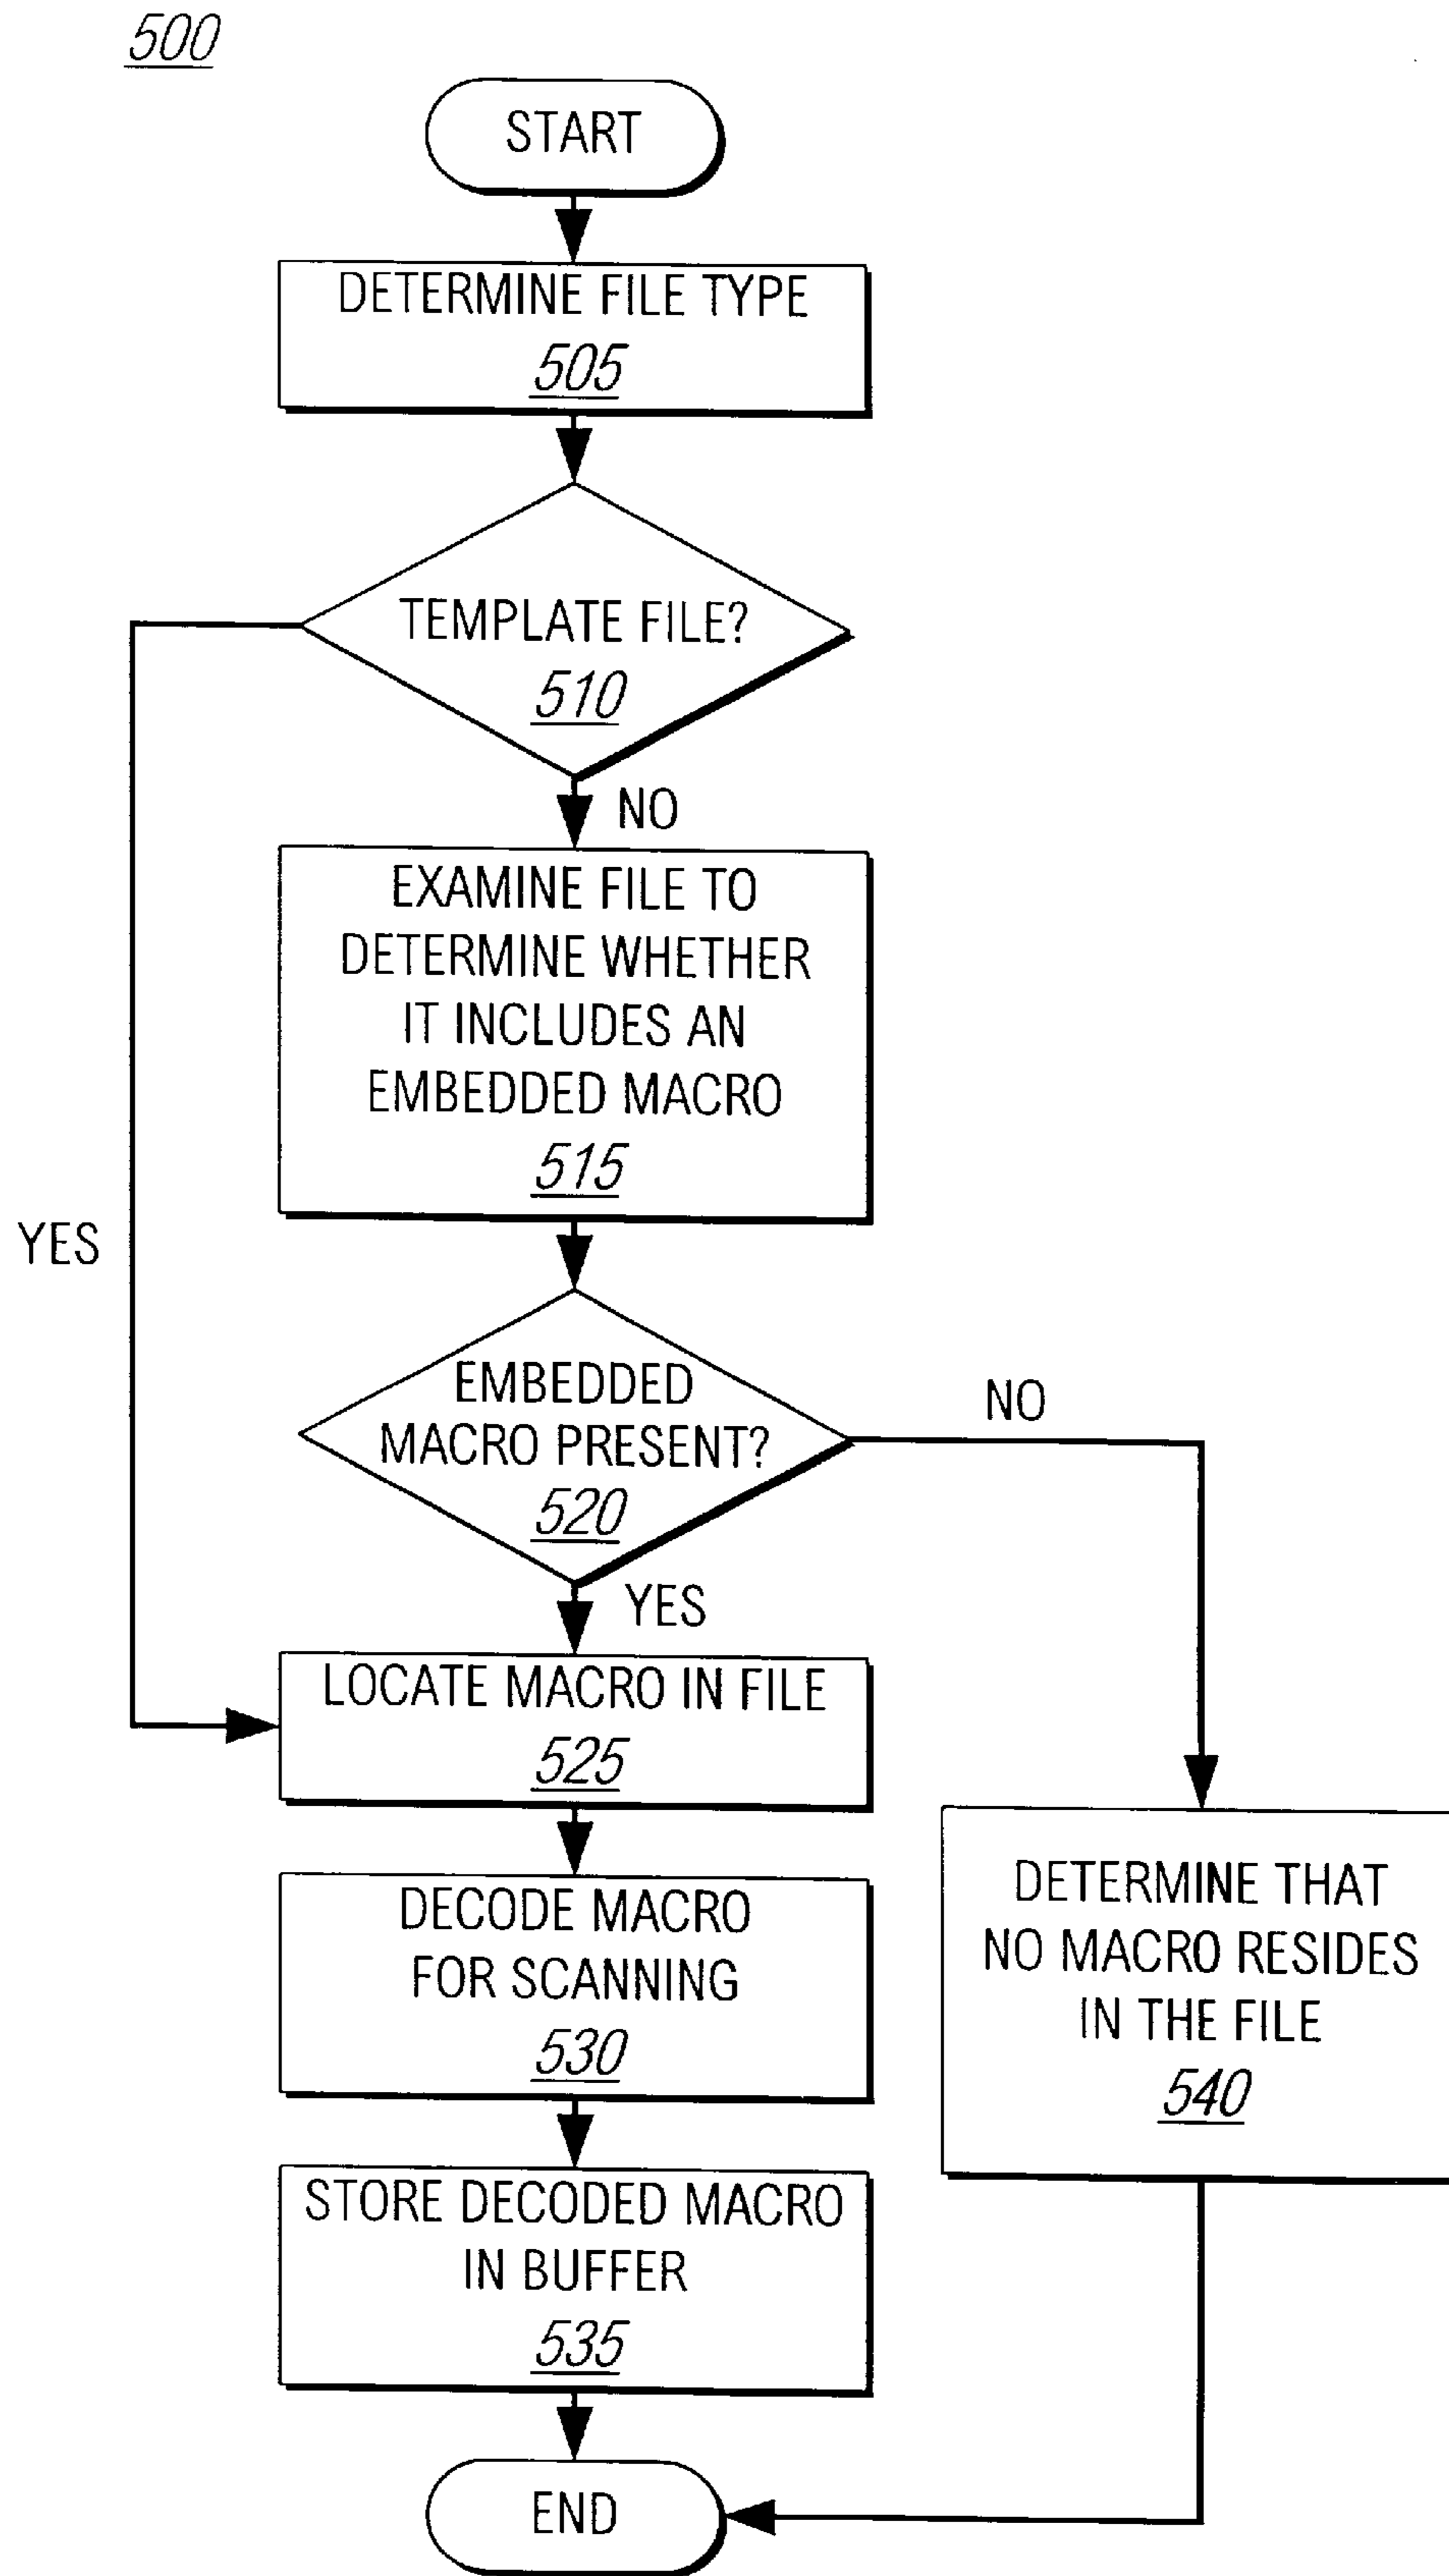 500
START
DETERMINE FILE TYPE
505
TEMPLATE FILE?
510
NO
EXAMINE FILE TO
DETERMINE WHETHER
IT INCLUDES AN
EMBEDDED MACRO
515
YES
EMBEDDED
MACRO PRESENT?
520
NO
YES
LOCATE MACRO IN FILE
525
DECODE MACRO
FOR SCANNING
530
DETERMINE THAT
NO MACRO RESIDES
IN THE FILE
540
STORE DECODED MACRO
IN BUFFER
535
END